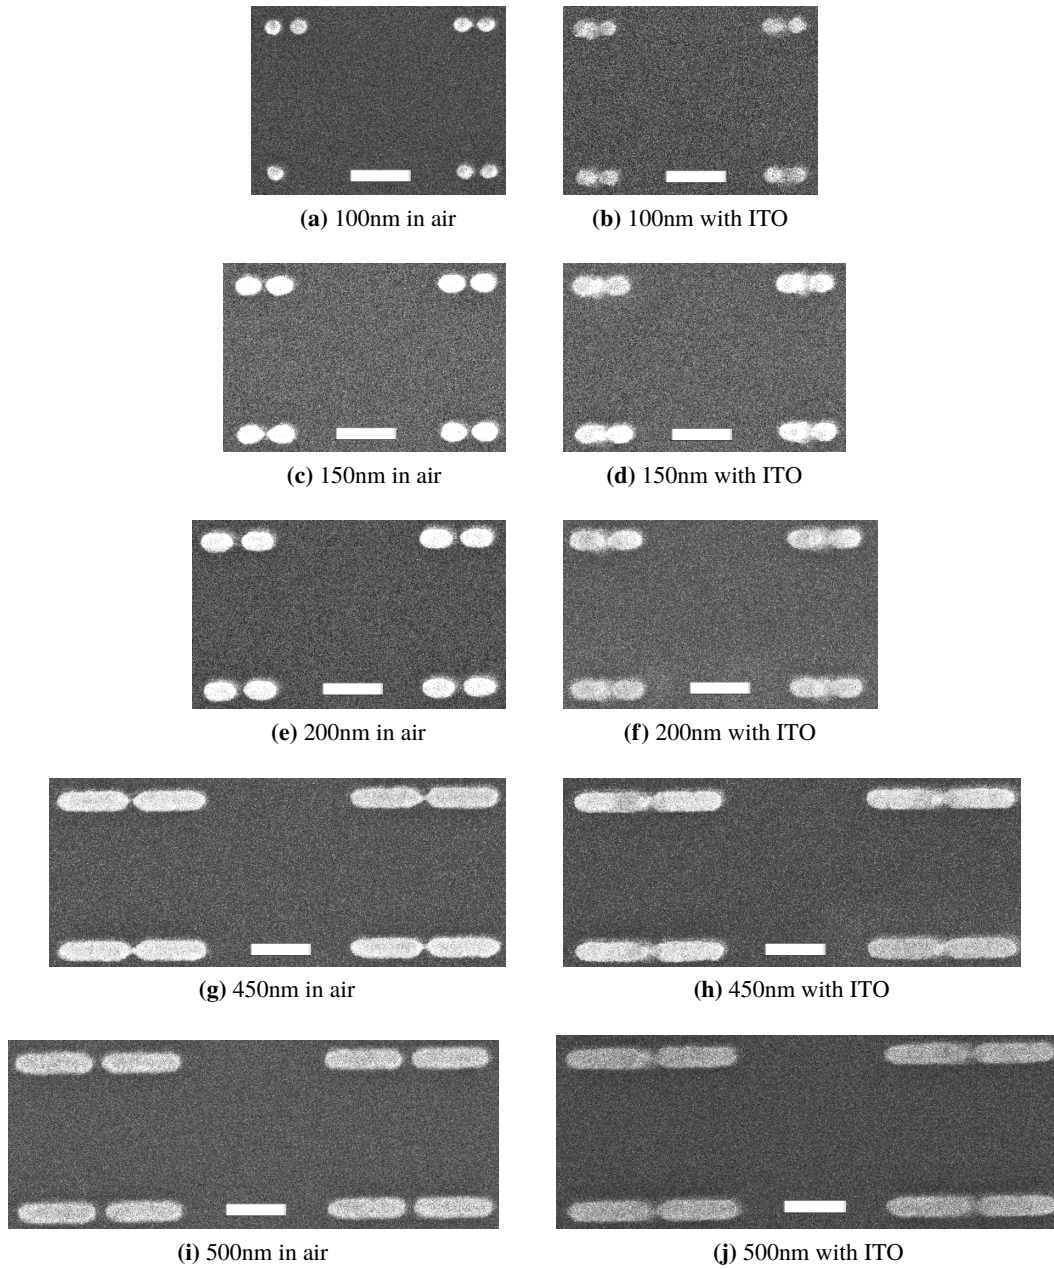 (a) 100nm in air
(b) 100nm with ITO
(c) 150nm in air
(d) 150nm with ITO
(e) 200nm in air
(f) 200nm with ITO
(g) 450nm in air
(h) 450nm with ITO
(i) 500nm in air
(j) 500nm with ITO